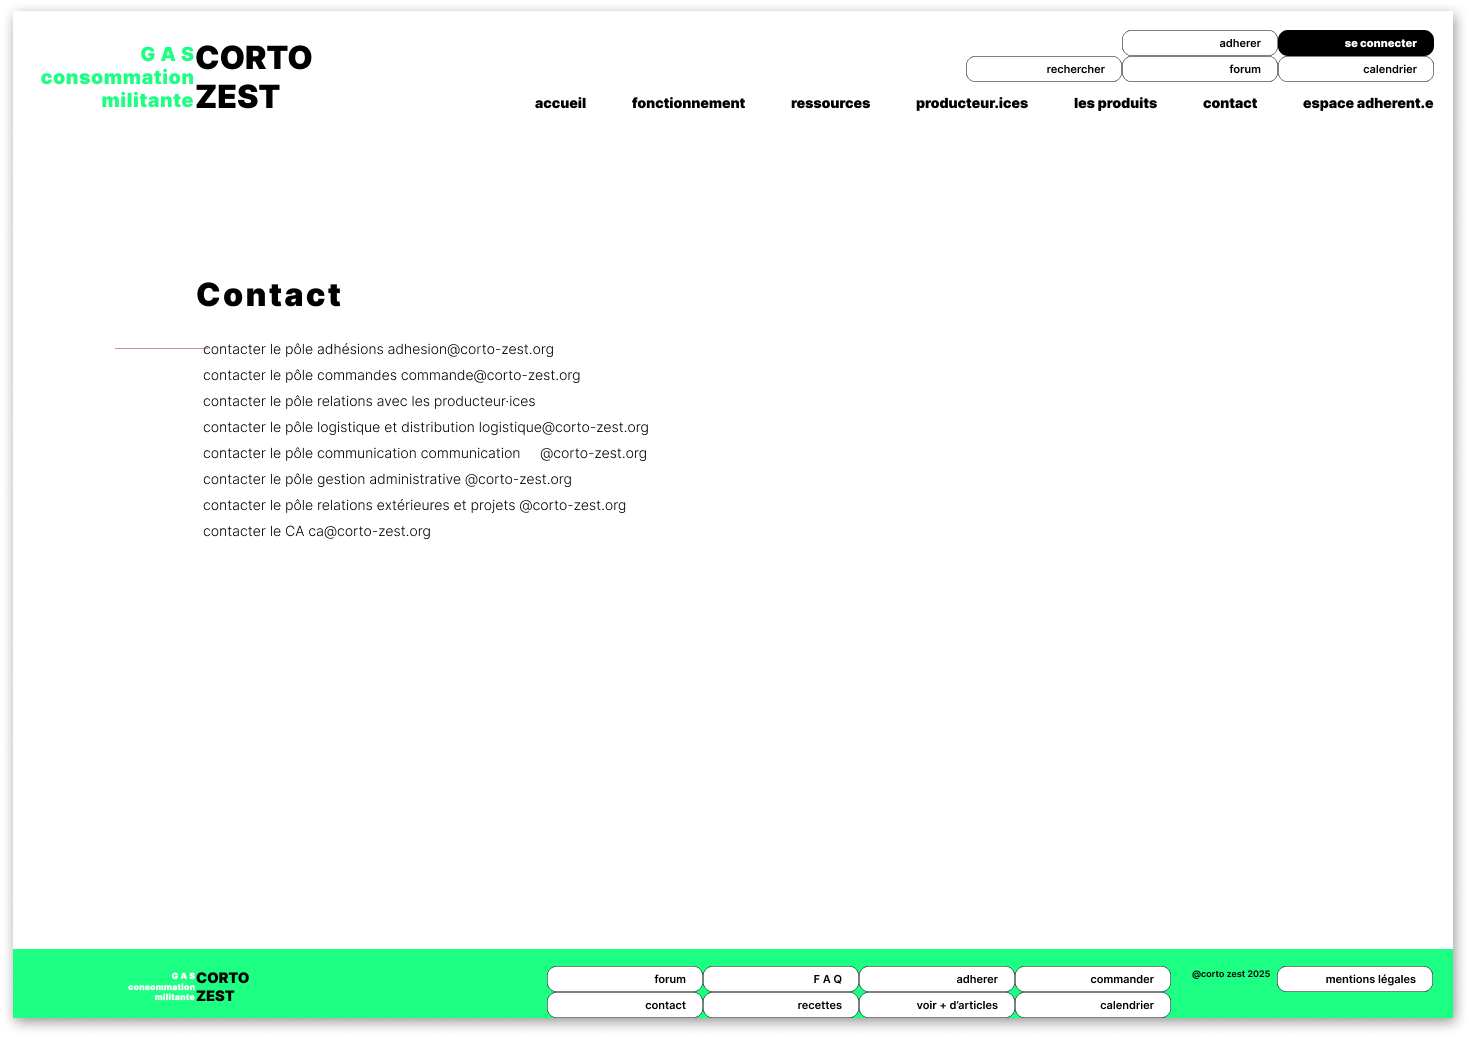 G A S CORTO
consommation
militante ZEST
adherer se connecter
rechercher forum calendrier
accueil fonctionnement ressources producteur.ices les produits contact espace adherent.e
Contact
contacter le pôle adhésions adhesion@corto-zest.org
contacter le pôle commandes commande@corto-zest.org
contacter le pôle relations avec les producteur·ices
contacter le pôle logistique et distribution logistique@corto-zest.org
contacter le pôle communication communication @corto-zest.org
contacter le pôle gestion administrative @corto-zest.org
contacter le pôle relations extérieures et projets @corto-zest.org
contacter le CA ca@corto-zest.org
G A S CORTO
consommation
militante ZEST
forum F A Q adherer commander @corto zest 2025 mentions légales
contact recettes voir + d’articles calendrier